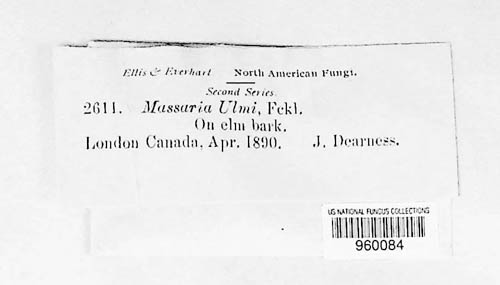 Ellis & Everhart North American Fungi.
Second Series.
2611. Massaria Ulmi, Fckl.
On elm bark.
London Canada, Apr. 1890. J. Dearness.
US NATIONAL FUNGUS COLLECTIONS
960084